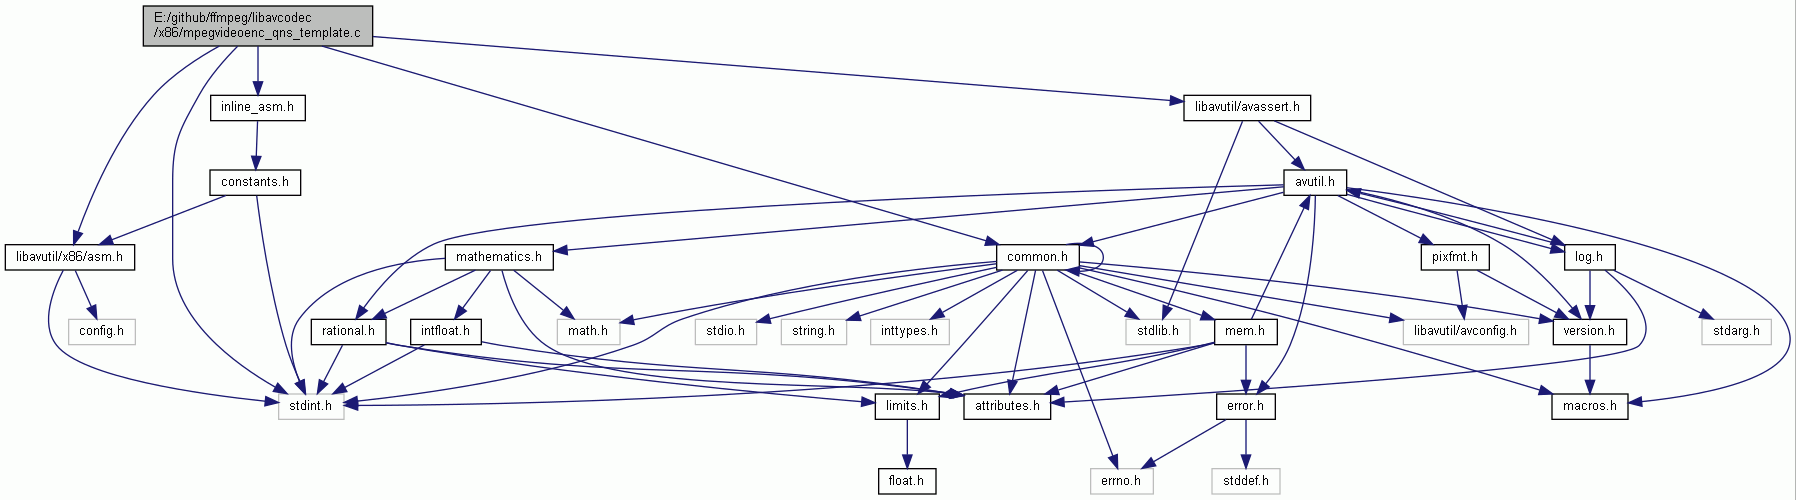 E:/github/ffmpeg/libavcodec
/x86/mpegvideoenc_qns_template.c
inline_asm.h
libavutil/avassert.h
constants.h
avutil.h
libavutil/x86/asm.h
mathematics.h
common.h
pixfmt.h
log.h
config.h
rational.h
intfloat.h
math.h
stdio.h
string.h
inttypes.h
stdlib.h
mem.h
libavutil/avconfig.h
version.h
stdarg.h
stdint.h
limits.h
attributes.h
error.h
macros.h
float.h
errno.h
stddef.h